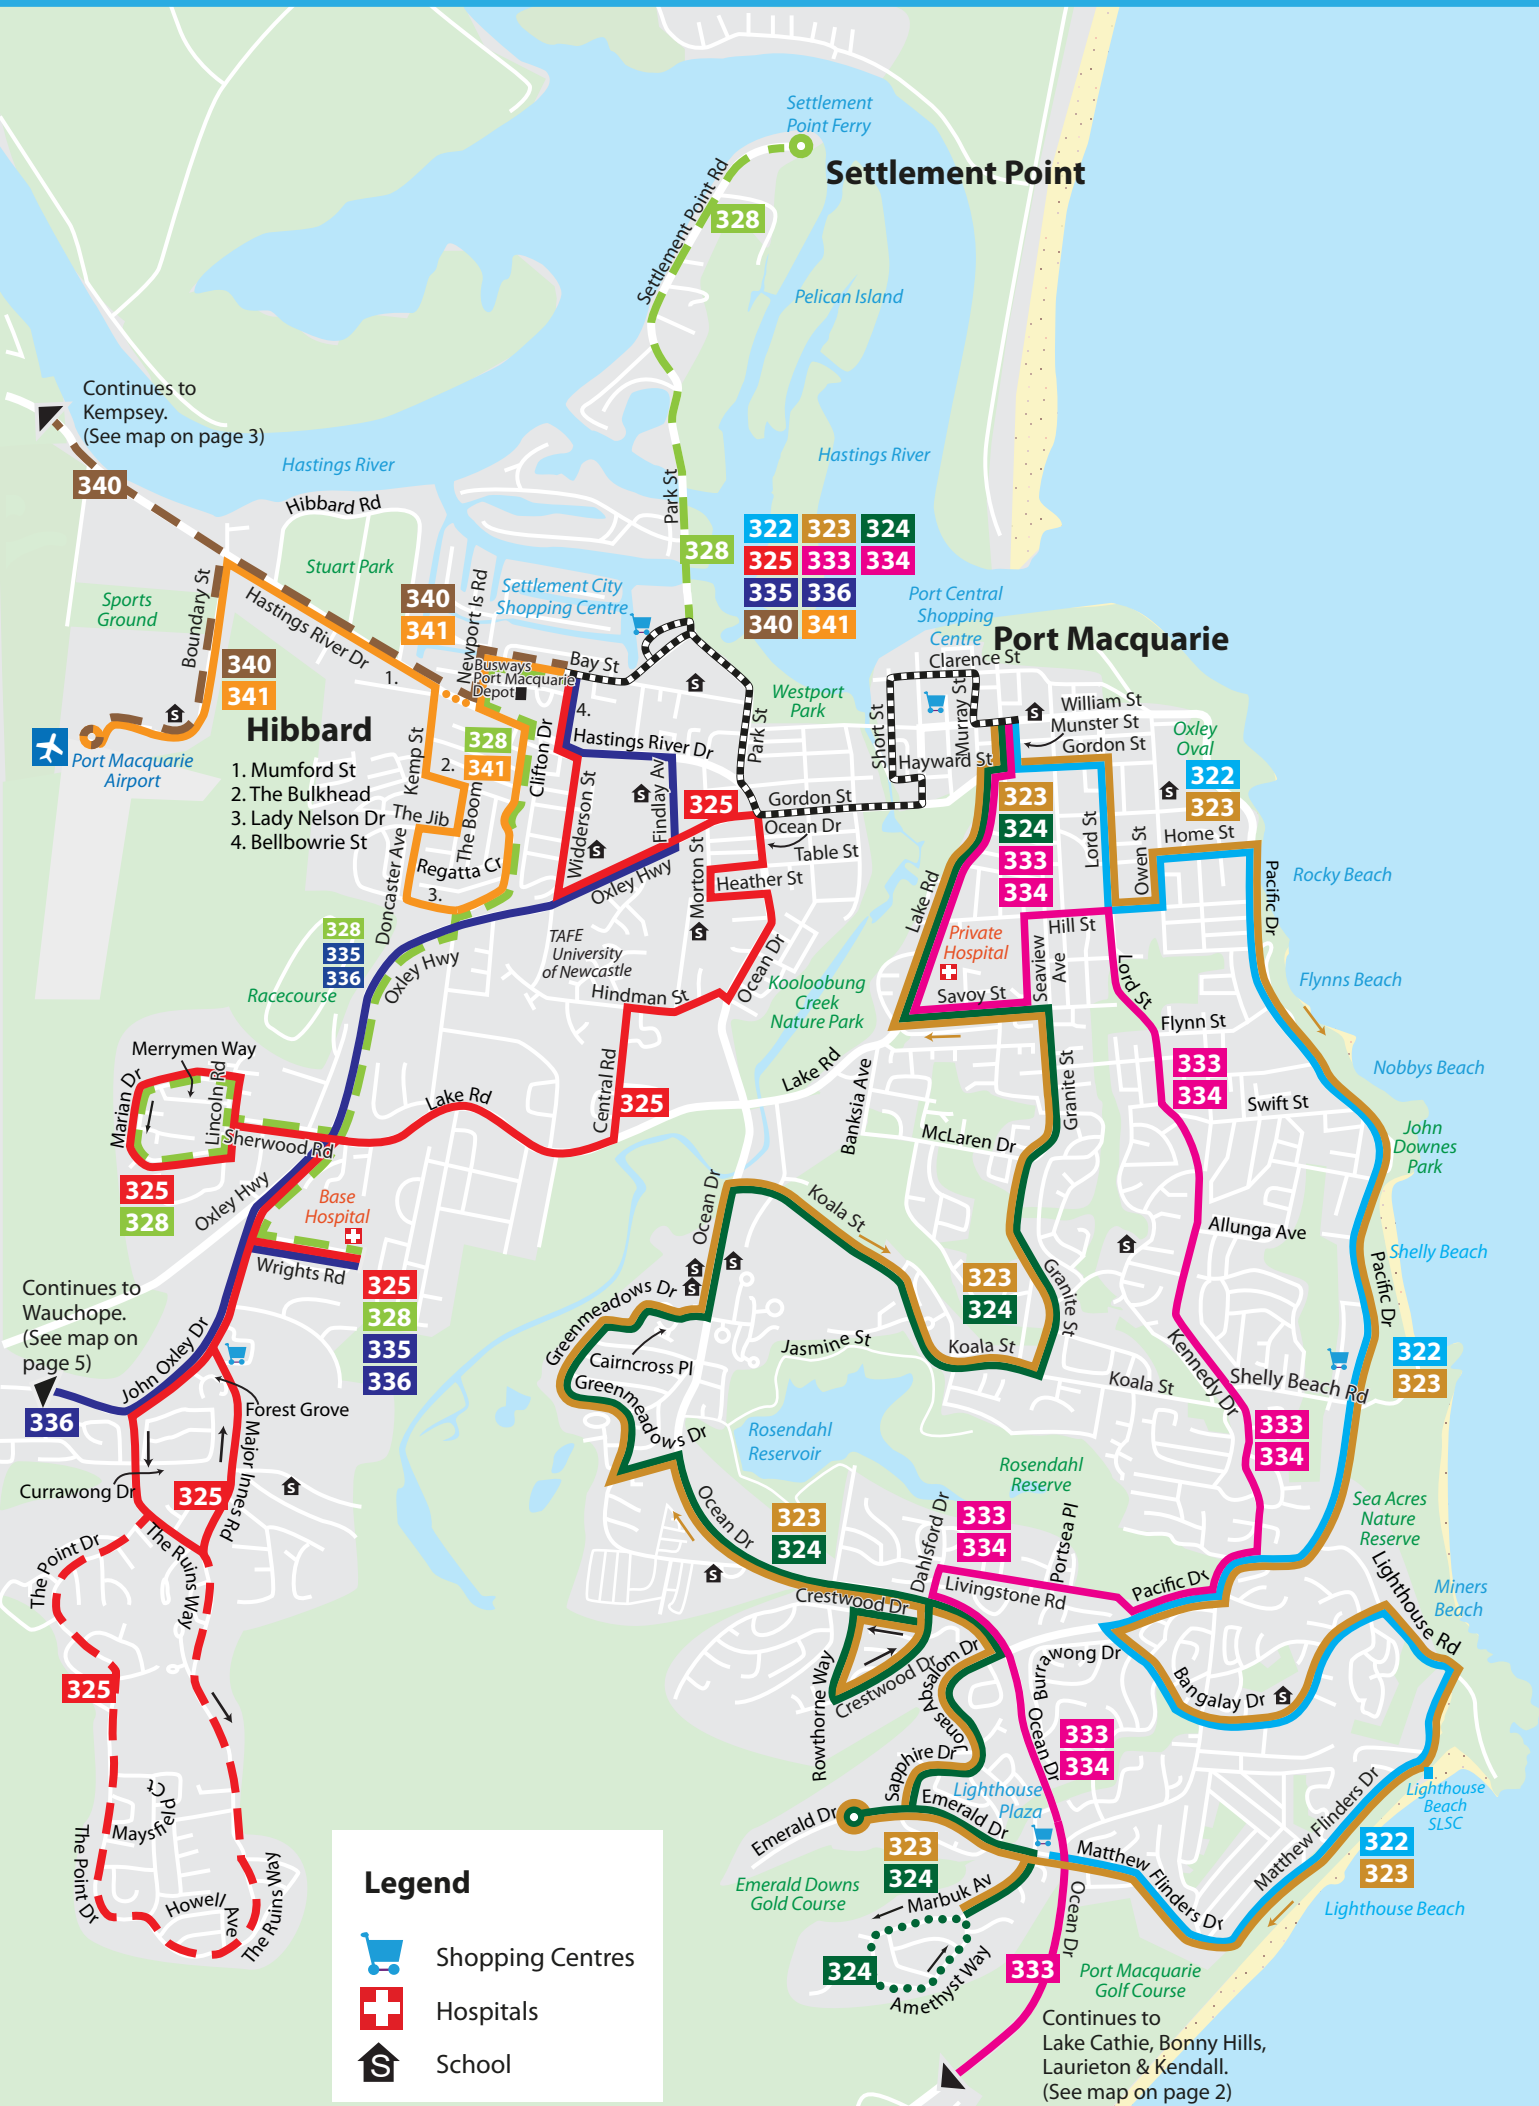 Settlement
Point Ferry
Settlement Point
Settlement Point Rd
328
Pelican Island
Continues to
Kempsey.
(See map on page 3)
340
Hastings River
Hastings River
Hibbard Rd
Park St
328
322 323 324
325 333 334
335 336
340 341
Stuart Park
Settlement City
Shopping Centre
Port Central
Shopping
Centre
Port Macquarie
Sports
Ground
Boundary St
Hastings River Dr
340
341
Newport Is Rd
Busways
Port Macquarie
Depot
Bay St
Clarence St
William St
Munster St
Gordon St
Murray St
Short St
Hayward St
Westport
Park
Park St
Oxley
Oval
322
323
340
341
1.
4.
Hibbard
1. Mumford St
2. The Bulkhead
3. Lady Nelson Dr
4. Bellbowrie St
Port Macquarie
Airport
Kemp St
328
341
2.
Clifton Dr
Hastings River Dr
Widderson St
Findlay Av
325
Gordon St
Ocean Dr
Table St
Heather St
Morton St
The Jib
The Boom
Regatta Cr
3.
Doncaster Ave
Oxley Hwy
323
324
333
334
Lord St
Owen St
Home St
Pacific Dr
Rocky Beach
Lake Rd
Private
Hospital
Hill St
Seaview
Ave
Savoy St
Lord St
Flynns Beach
328
335
336
Racecourse
Oxley Hwy
TAFE
University
of Newcastle
Hindman St
Ocean Dr
Kooloobung
Creek
Nature Park
Flynn St
333
334
Nobbys Beach
Swift St
John
Downes
Park
Merrymen Way
Marian Dr
Lincoln Rd
Sherwood Rd
Lake Rd
Central Rd
325
Lake Rd
Banksia Ave
McLaren Dr
Granite St
325
328
Oxley Hwy
Base
Hospital
Wrights Rd
325
328
335
336
Ocean Dr
Koala St
Allunga Ave
Shelly Beach
Pacific Dr
323
324
Granite St
Continues to
Wauchope.
(See map on
page 5)
336
John Oxley Dr
Forest Grove
Greenmeadows Dr
Cairncross Pl
Greenmeadows Dr
Jasmine St
Koala St
Koala St
Kennedy Dr
Shelly Beach Rd
322
323
333
334
Currawong Dr
325
Major Innes Rd
Rosendahl
Reservoir
Rosendahl
Reserve
Sea Acres
Nature
Reserve
Ocean Dr
323
324
Dahlsford Dr
333
334
Portsea Pl
Livingstone Rd
Pacific Dr
Lighthouse Rd
Miners
Beach
The Point Dr
The Ruins Way
325
Crestwood Dr
Crestwood Dr
Rowthorne Way
Jonas Absalom Dr
Burrawong Dr
Bangalay Dr
Ocean Dr
333
334
Sapphire Dr
Lighthouse
Plaza
Emerald Dr
Emerald Dr
323
324
Emerald Downs
Gold Course
Marbuk Av
Matthew Flinders Dr
Matthew Flinders Dr
Lighthouse
Beach
SLSC
322
323
Lighthouse Beach
Maysfield Ct
The Point Dr
Howell Ave
The Ruins Way
324
Amethyst Way
333
Ocean Dr
Port Macquarie
Golf Course
Continues to
Lake Cathie, Bonny Hills,
Laurieton & Kendall.
(See map on page 2)
Legend
Shopping Centres
Hospitals
S School